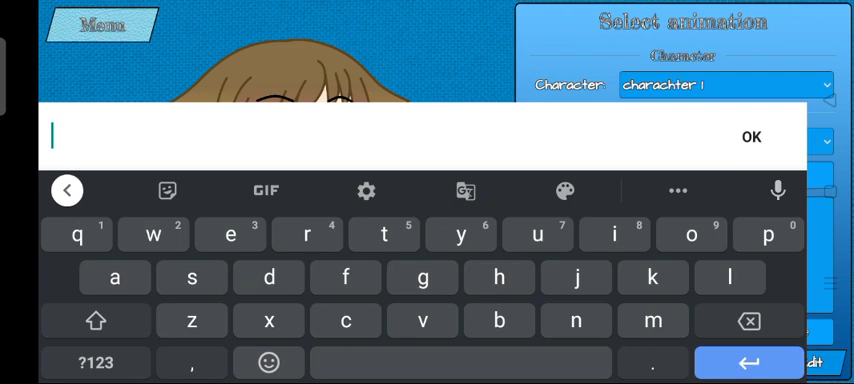 Menu
Select animation
Character
Character: charachter 1
OK
GIF
q 1 w 2 e 3 r 4 t 5 y 6 u 7 i 8 o 9 p 0
a s d f g h j k l
z x c v b n m
?123 , .
dit